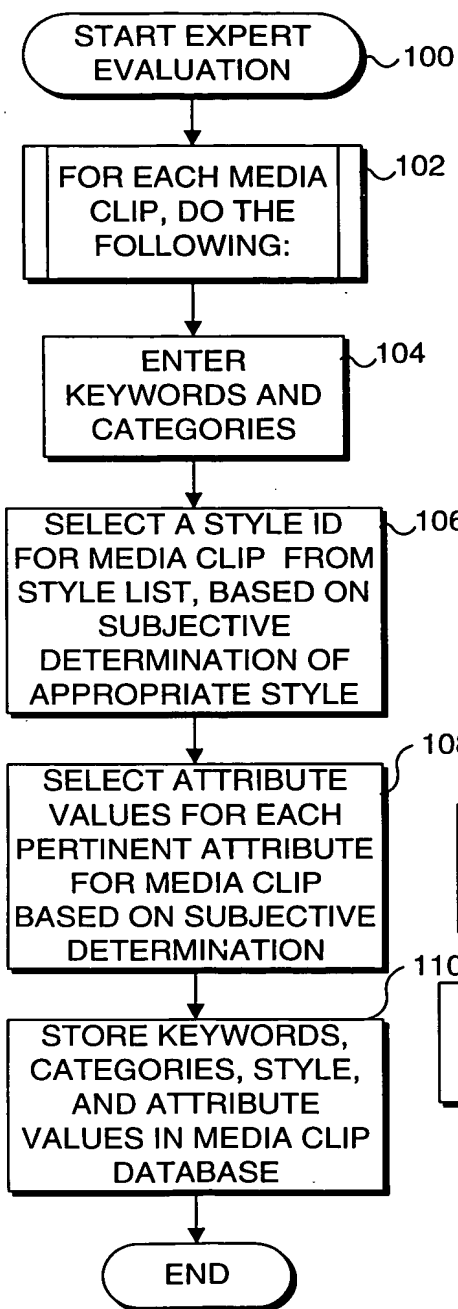 START EXPERT
EVALUATION
100
FOR EACH MEDIA
CLIP, DO THE
FOLLOWING:
102
ENTER
KEYWORDS AND
CATEGORIES
104
SELECT A STYLE ID
FOR MEDIA CLIP FROM
STYLE LIST, BASED ON
SUBJECTIVE
DETERMINATION OF
APPROPRIATE STYLE
106
SELECT ATTRIBUTE
VALUES FOR EACH
PERTINENT ATTRIBUTE
FOR MEDIA CLIP
BASED ON SUBJECTIVE
DETERMINATION
108
STORE KEYWORDS,
CATEGORIES, STYLE,
AND ATTRIBUTE
VALUES IN MEDIA CLIP
DATABASE
110
END